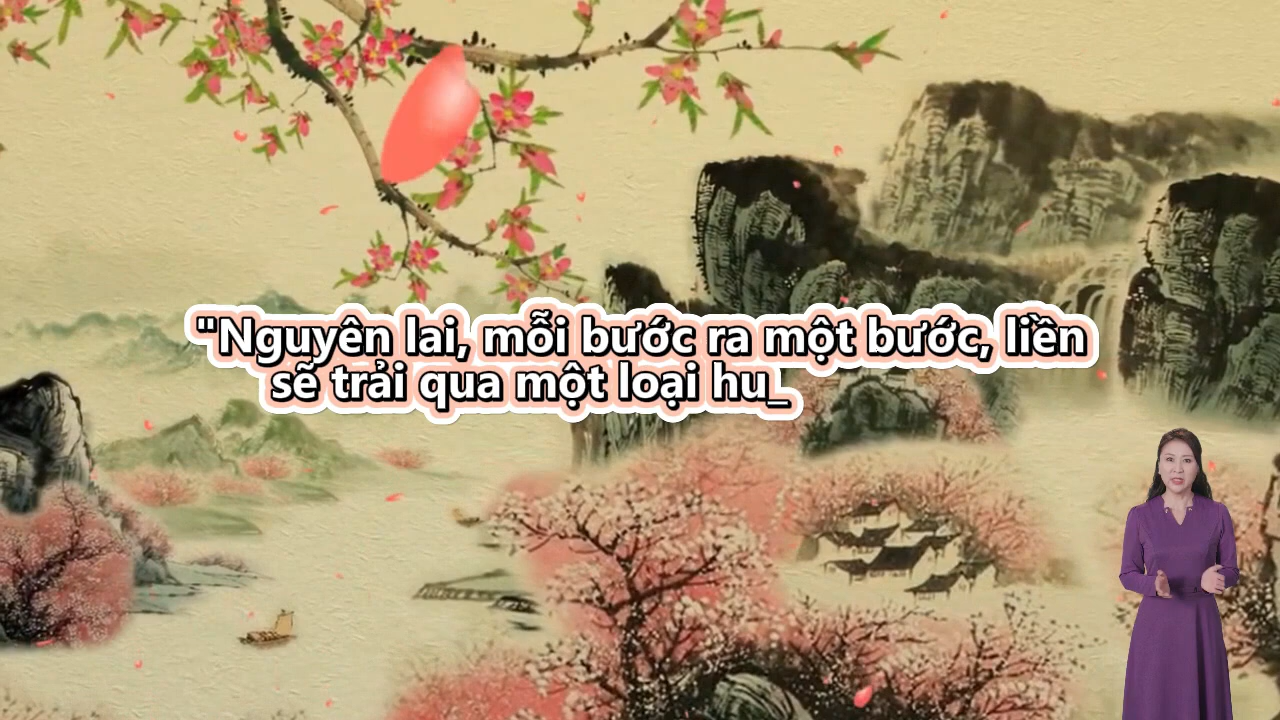 "Nguyên lai, mỗi bước ra một bước, liền
sẽ trải qua một loại hu_